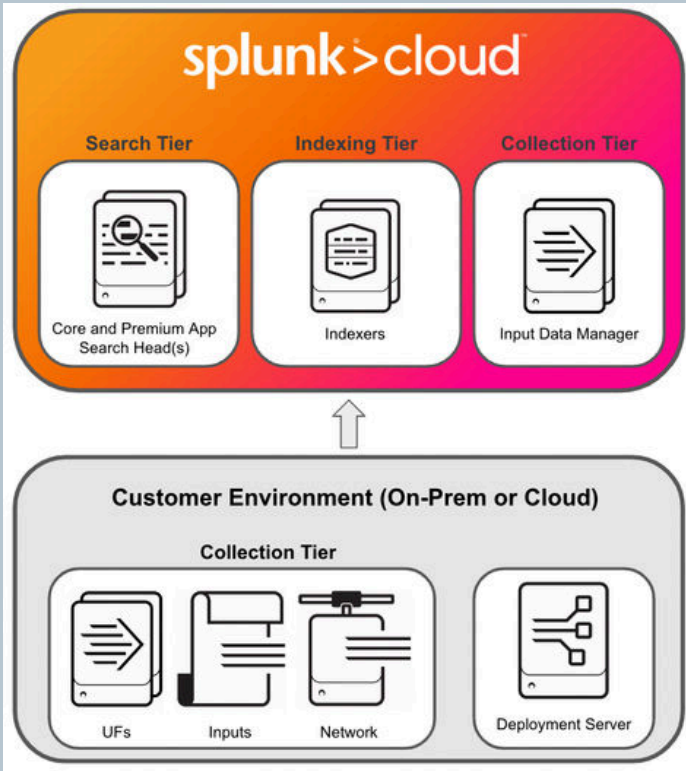 splunk>cloud™
Search Tier
Indexing Tier
Collection Tier
Core and Premium App
Search Head(s)
Indexers
Input Data Manager
Customer Environment (On-Prem or Cloud)
Collection Tier
UFs
Inputs
Network
Deployment Server